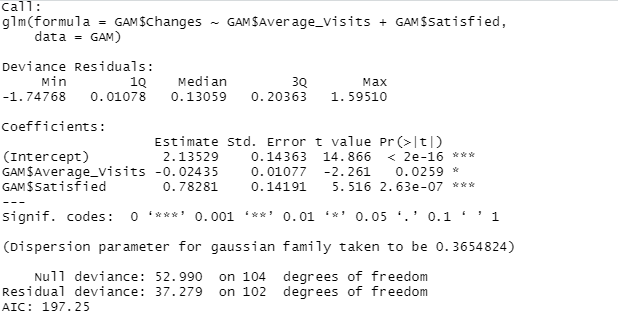 Call:
glm(formula = GAM$Changes ~ GAM$Average_Visits + GAM$Satisfied,
    data = GAM)
Deviance Residuals:
     Min       1Q   Median       3Q      Max
-1.74768  0.01078  0.13059  0.20363  1.59510
Coefficients:
                   Estimate Std. Error t value Pr(>|t|)
(Intercept)         2.13529    0.14363  14.866  < 2e-16 ***
GAM$Average_Visits -0.02435    0.01077  -2.261   0.0259 *
GAM$Satisfied       0.78281    0.14191   5.516 2.63e-07 ***
---
Signif. codes:  0 ‘***’ 0.001 ‘**’ 0.01 ‘*’ 0.05 ‘.’ 0.1 ‘ ’ 1
(Dispersion parameter for gaussian family taken to be 0.3654824)
    Null deviance: 52.990  on 104  degrees of freedom
Residual deviance: 37.279  on 102  degrees of freedom
AIC: 197.25